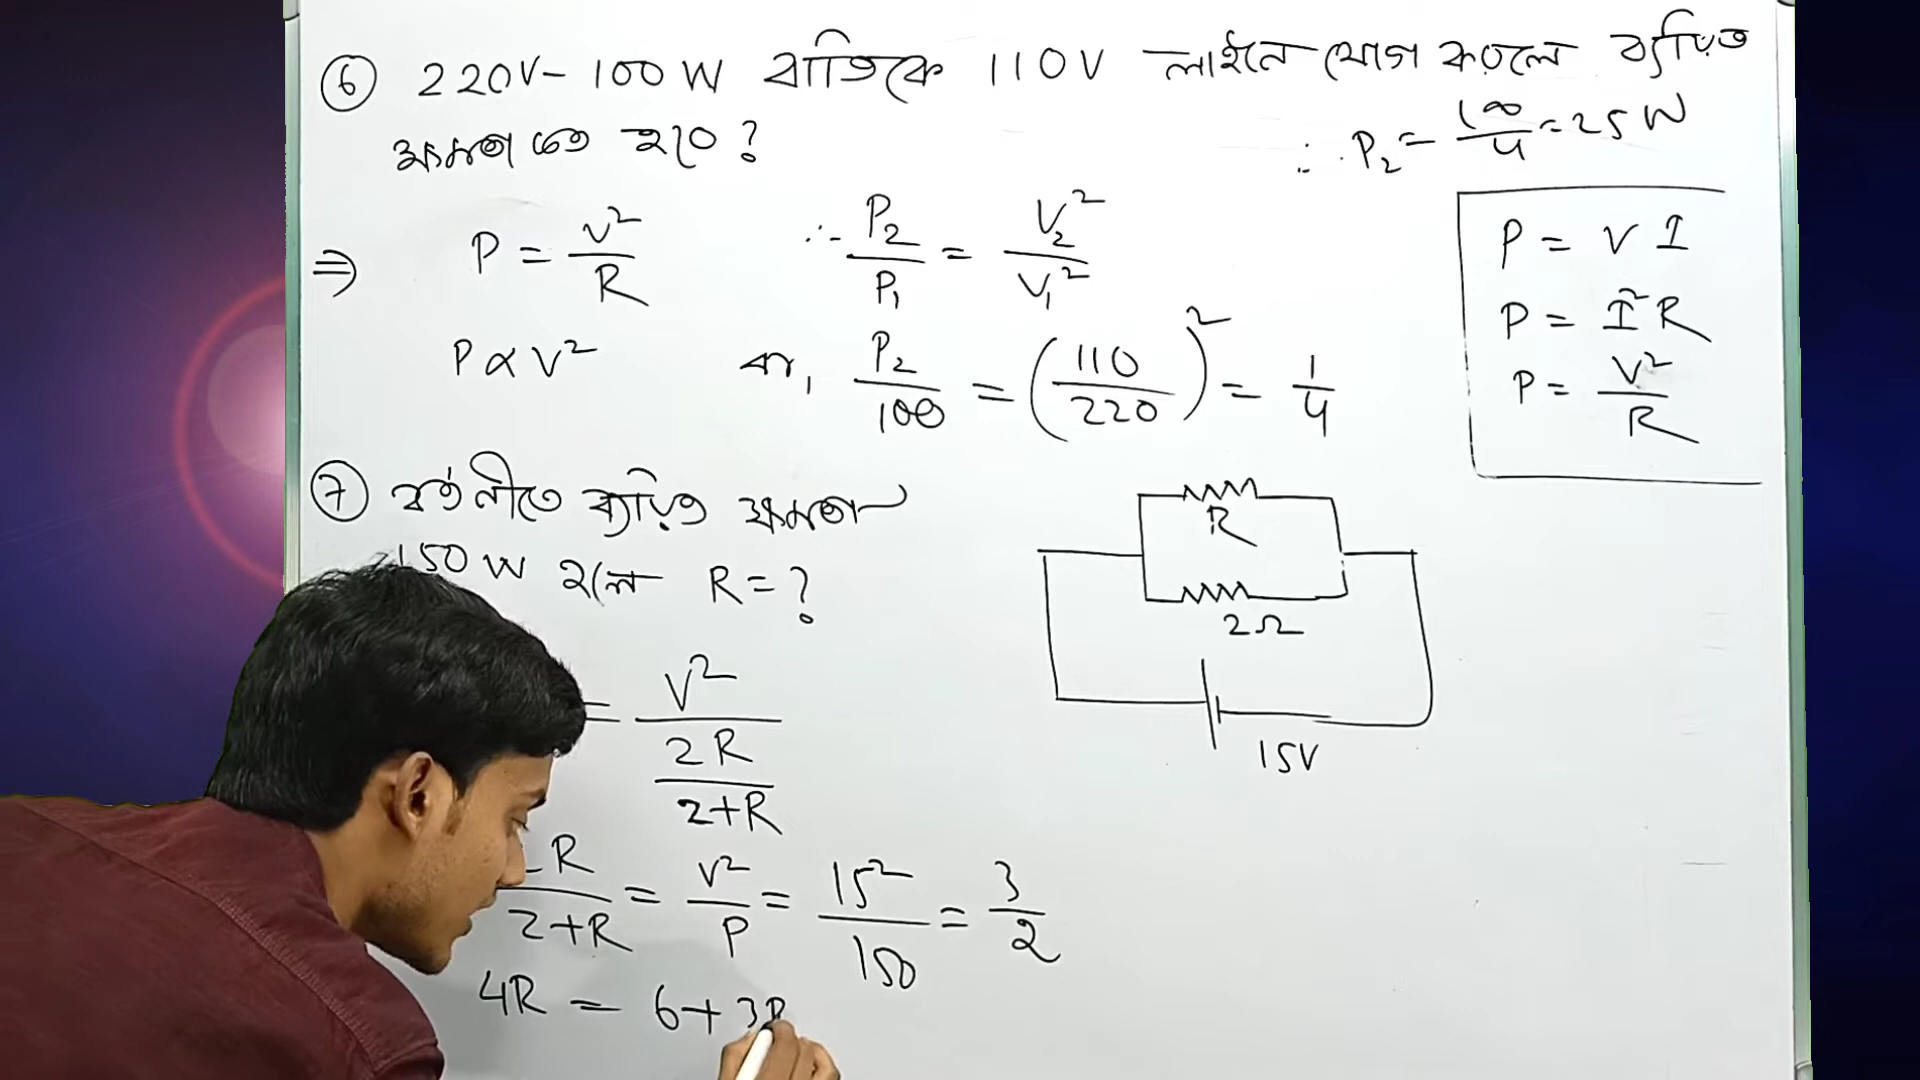 ⑥ 220V-100W বাতিকে 110V লাইনে যোগ করলে ব্যয়িত
ক্ষমতা কত হবে?
∴ P₂ = 100/4 = 25 W
⇒ P = V²/R
∴ P₂/P₁ = V₂²/V₁²
P ∝ V²
বা, P₂/100 = (110/220)² = 1/4
P = V I
P = I²R
P = V²/R
⑦ বর্তনীতে ব্যয়িত ক্ষমতা
150 W হলে R = ?
R
2Ω
15V
= V²/(2R/(2+R))
2R/(2+R) = V²/P = 15²/150 = 3/2
4R = 6+3R